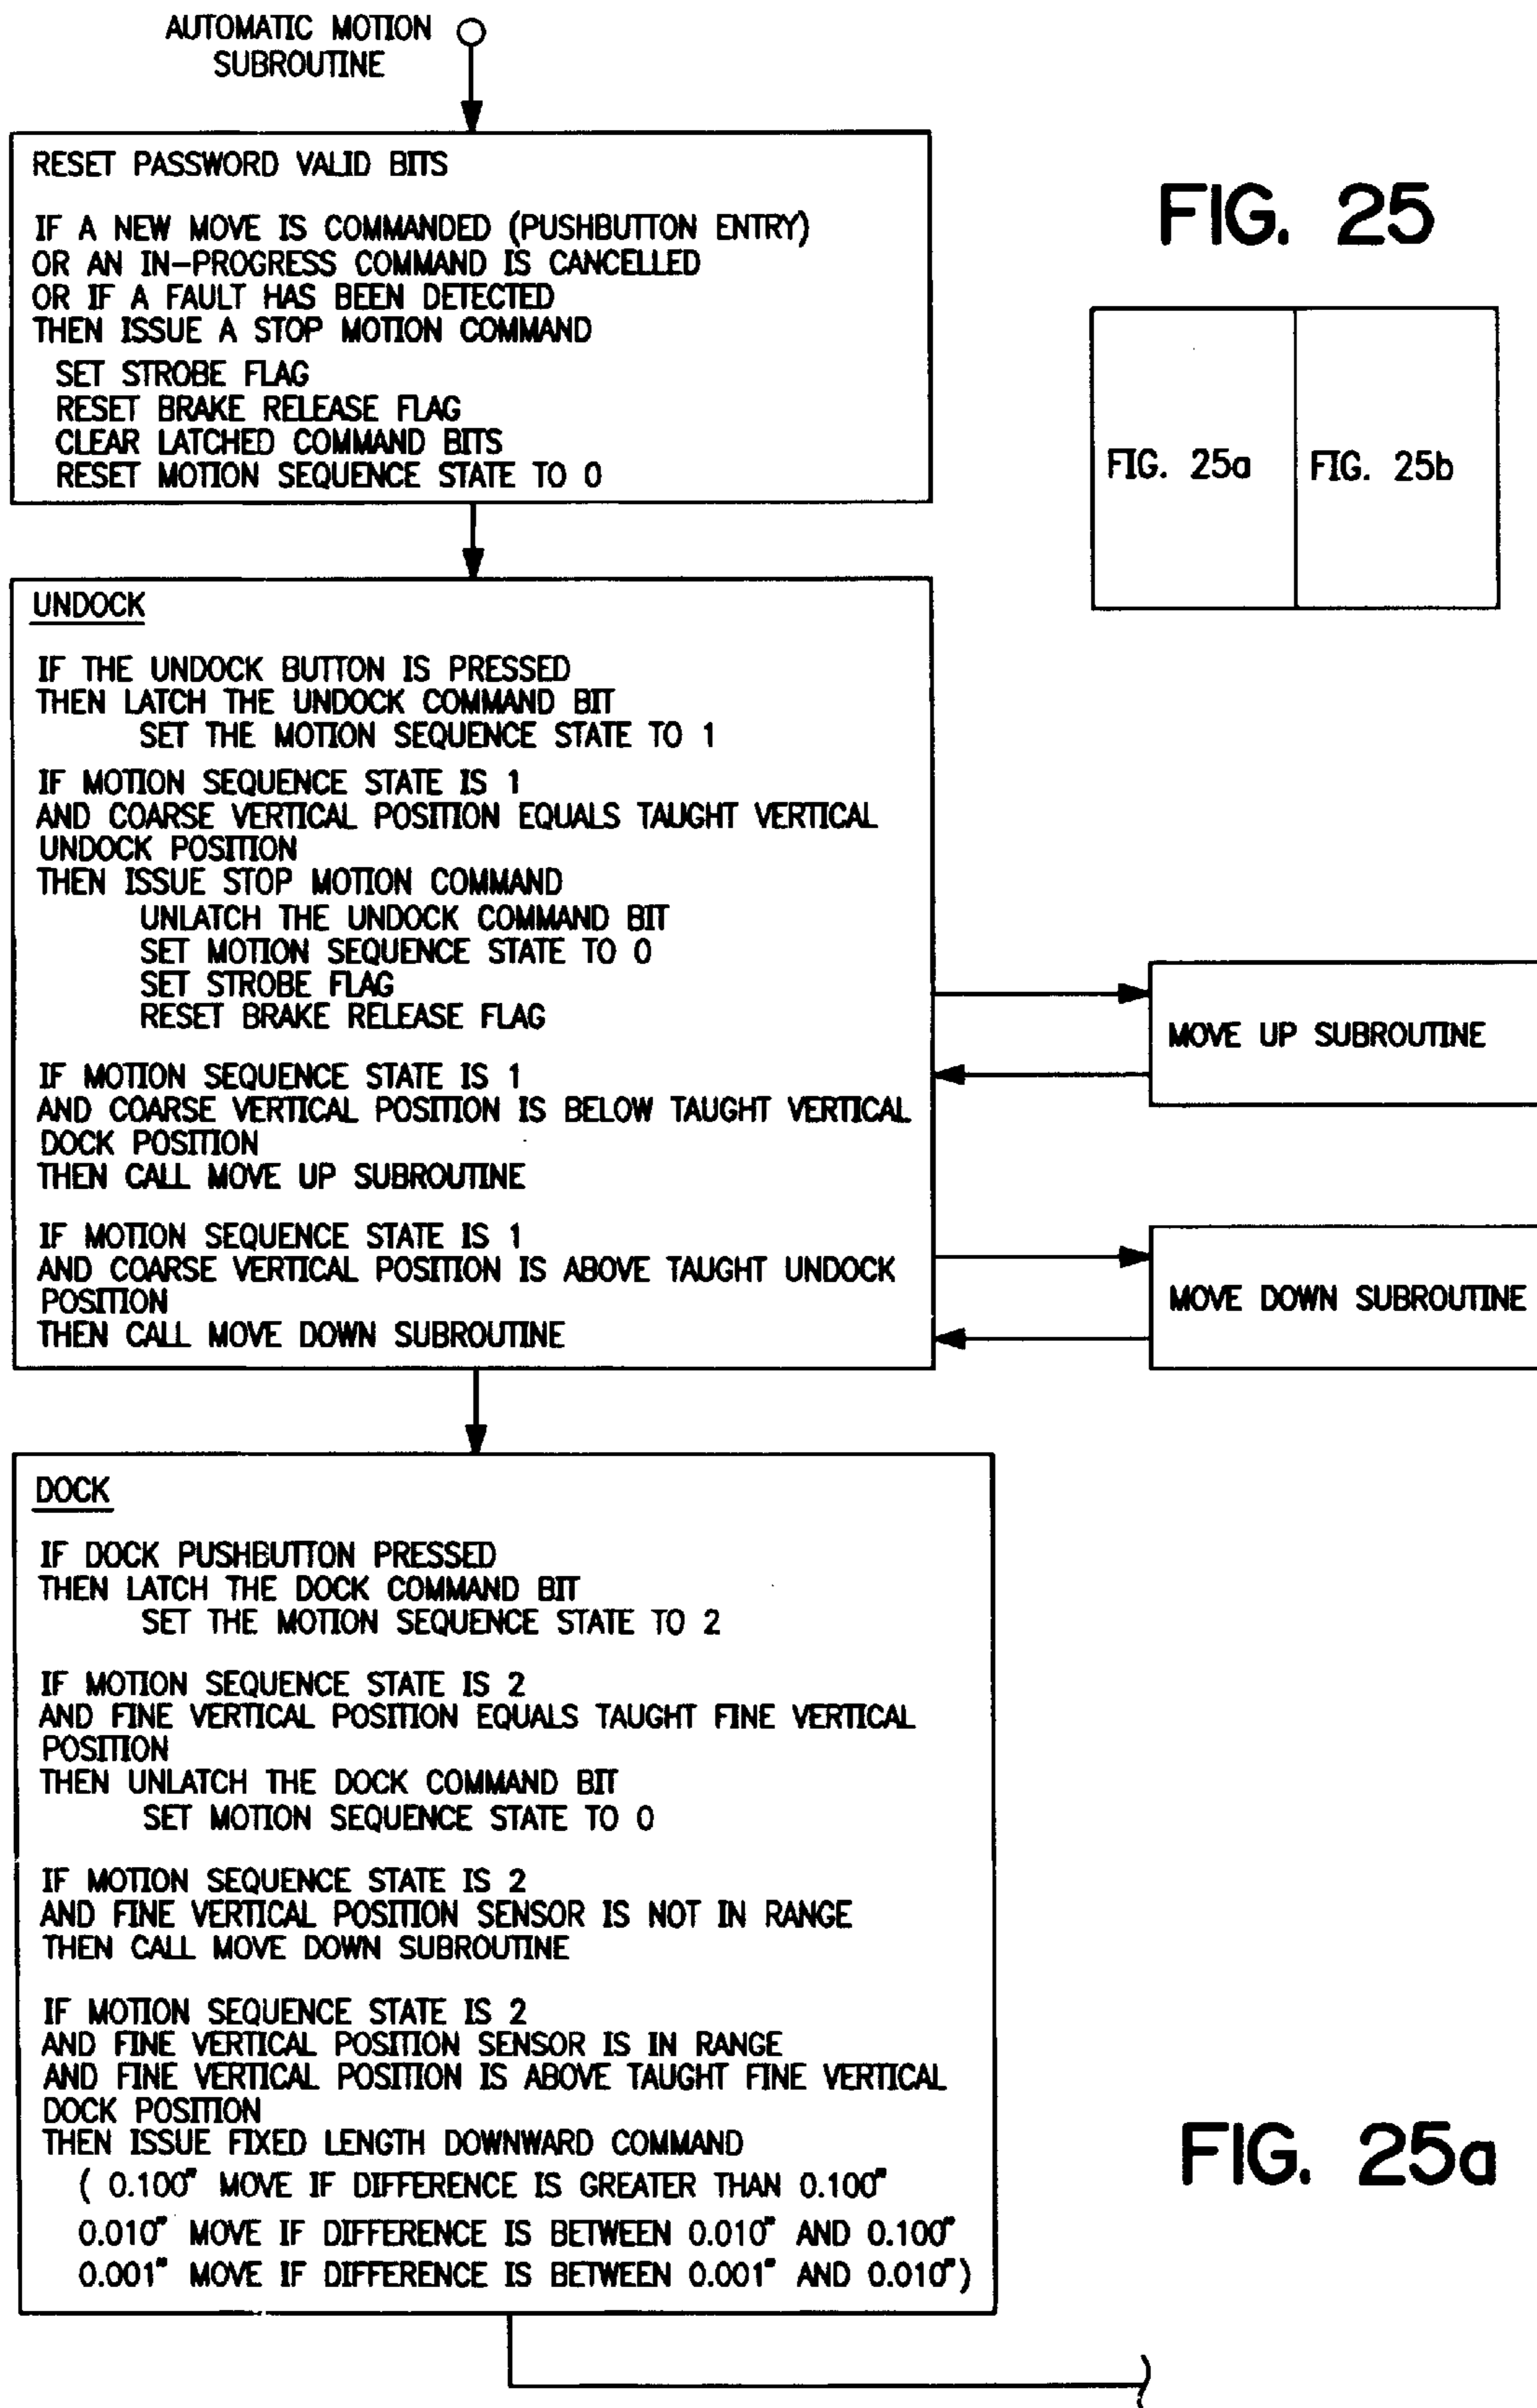 AUTOMATIC MOTION
SUBROUTINE
RESET PASSWORD VALID BITS
IF A NEW MOVE IS COMMANDED (PUSHBUTTON ENTRY)
OR AN IN-PROGRESS COMMAND IS CANCELLED
OR IF A FAULT HAS BEEN DETECTED
THEN ISSUE A STOP MOTION COMMAND
SET STROBE FLAG
RESET BRAKE RELEASE FLAG
CLEAR LATCHED COMMAND BITS
RESET MOTION SEQUENCE STATE TO 0
FIG. 25
FIG. 25a
FIG. 25b
UNDOCK
IF THE UNDOCK BUTTON IS PRESSED
THEN LATCH THE UNDOCK COMMAND BIT
SET THE MOTION SEQUENCE STATE TO 1
IF MOTION SEQUENCE STATE IS 1
AND COARSE VERTICAL POSITION EQUALS TAUGHT VERTICAL
UNDOCK POSITION
THEN ISSUE STOP MOTION COMMAND
UNLATCH THE UNDOCK COMMAND BIT
SET MOTION SEQUENCE STATE TO 0
SET STROBE FLAG
RESET BRAKE RELEASE FLAG
IF MOTION SEQUENCE STATE IS 1
AND COARSE VERTICAL POSITION IS BELOW TAUGHT VERTICAL
DOCK POSITION
THEN CALL MOVE UP SUBROUTINE
IF MOTION SEQUENCE STATE IS 1
AND COARSE VERTICAL POSITION IS ABOVE TAUGHT UNDOCK
POSITION
THEN CALL MOVE DOWN SUBROUTINE
MOVE UP SUBROUTINE
MOVE DOWN SUBROUTINE
DOCK
IF DOCK PUSHBUTTON PRESSED
THEN LATCH THE DOCK COMMAND BIT
SET THE MOTION SEQUENCE STATE TO 2
IF MOTION SEQUENCE STATE IS 2
AND FINE VERTICAL POSITION EQUALS TAUGHT FINE VERTICAL
POSITION
THEN UNLATCH THE DOCK COMMAND BIT
SET MOTION SEQUENCE STATE TO 0
IF MOTION SEQUENCE STATE IS 2
AND FINE VERTICAL POSITION SENSOR IS NOT IN RANGE
THEN CALL MOVE DOWN SUBROUTINE
IF MOTION SEQUENCE STATE IS 2
AND FINE VERTICAL POSITION SENSOR IS IN RANGE
AND FINE VERTICAL POSITION IS ABOVE TAUGHT FINE VERTICAL
DOCK POSITION
THEN ISSUE FIXED LENGTH DOWNWARD COMMAND
( 0.100" MOVE IF DIFFERENCE IS GREATER THAN 0.100"
0.010" MOVE IF DIFFERENCE IS BETWEEN 0.010" AND 0.100"
0.001" MOVE IF DIFFERENCE IS BETWEEN 0.001" AND 0.010")
FIG. 25a